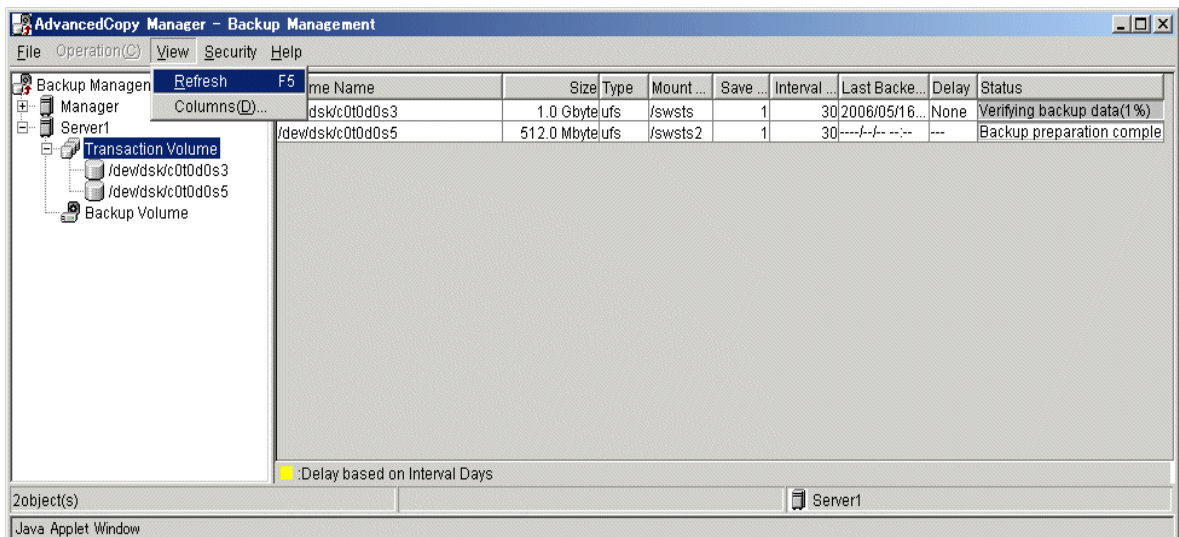 AdvancedCopy Manager - Backup Management
File Operation(C) View Security Help
Refresh F5
Columns(D)...
Backup Managen
Manager
Server1
Transaction Volume
/dev/dsk/c0t0d0s3
/dev/dsk/c0t0d0s5
Backup Volume
me Name Size Type Mount ... Save ... Interval ... Last Backe... Delay Status
dsk/c0t0d0s3 1.0 Gbyte ufs /swsts 1 30 2006/05/16... None Verifying backup data(1%)
/dev/dsk/c0t0d0s5 512.0 Mbyte ufs /swsts2 1 30 ----/--/-- --:-- --- Backup preparation comple
:Delay based on Interval Days
2object(s) Server1
Java Applet Window